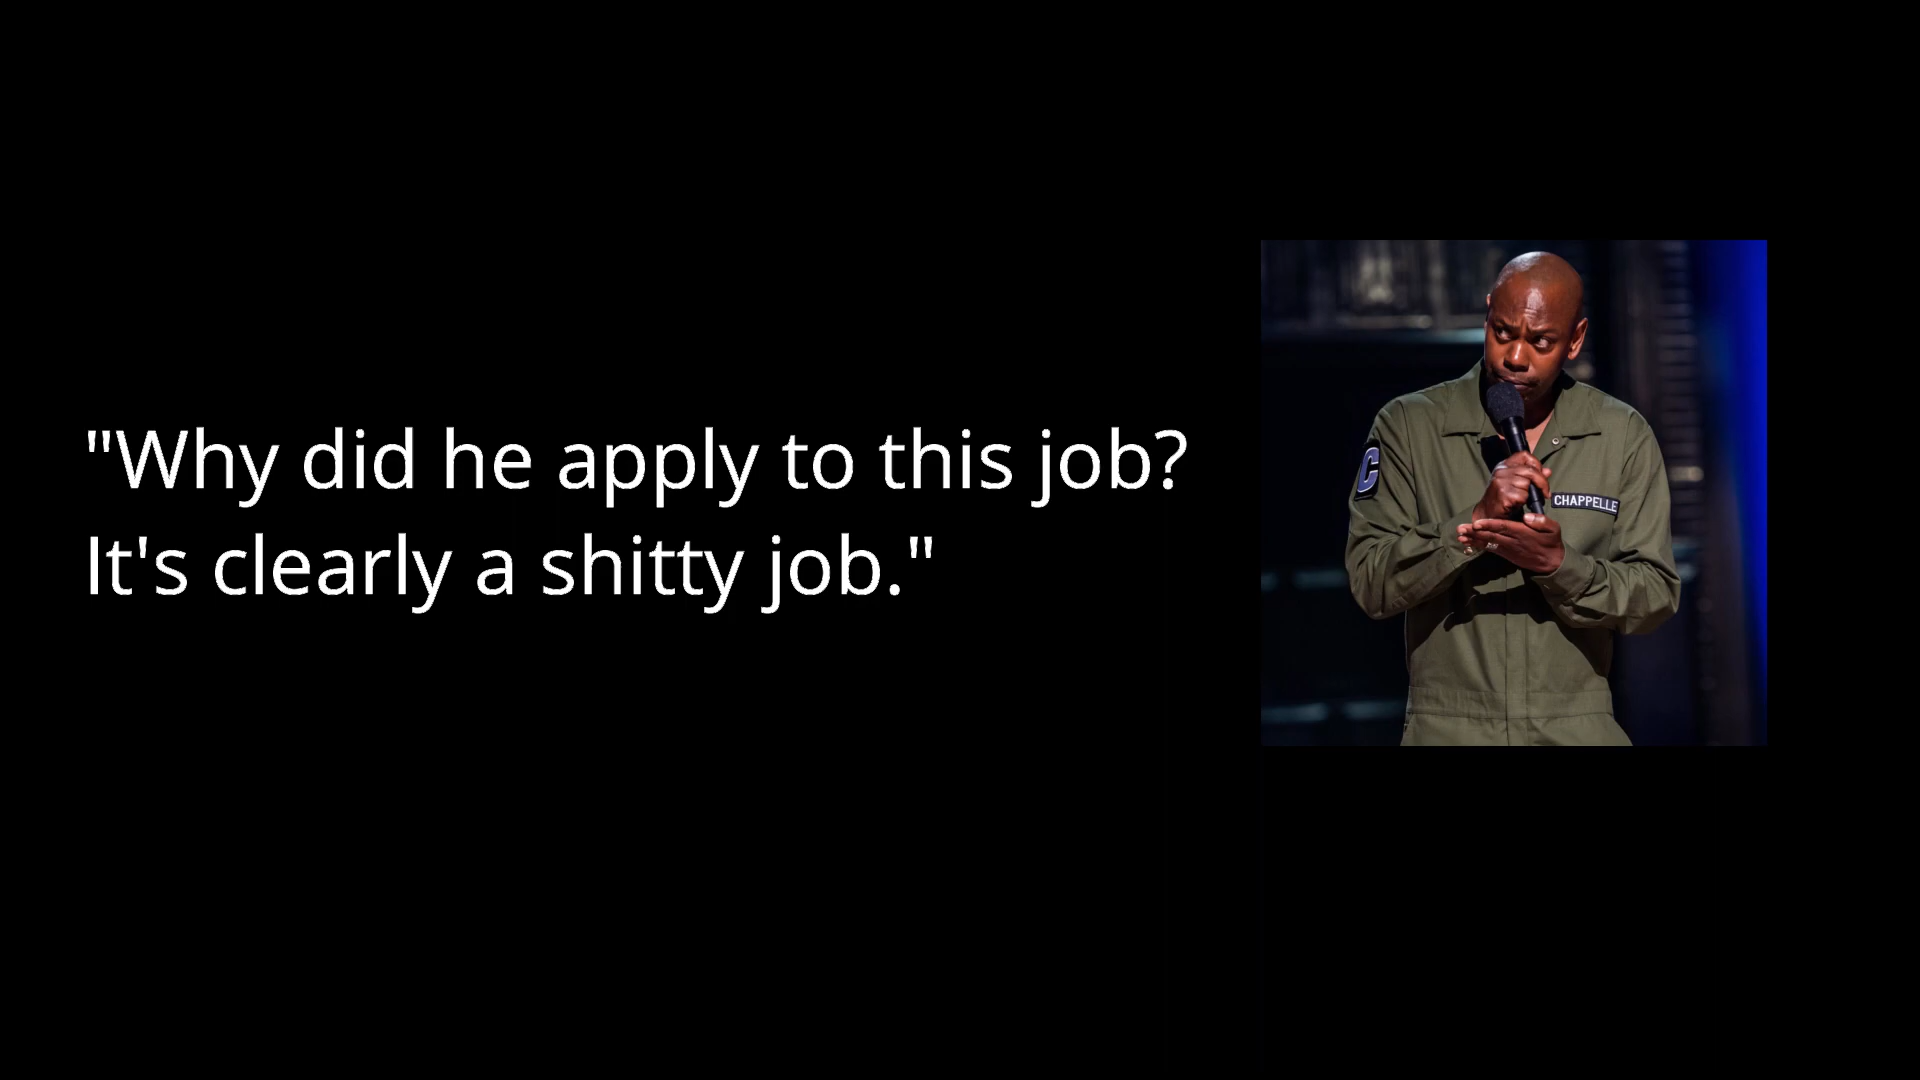 "Why did he apply to this job?
It's clearly a shitty job."
C
CHAPPELLE